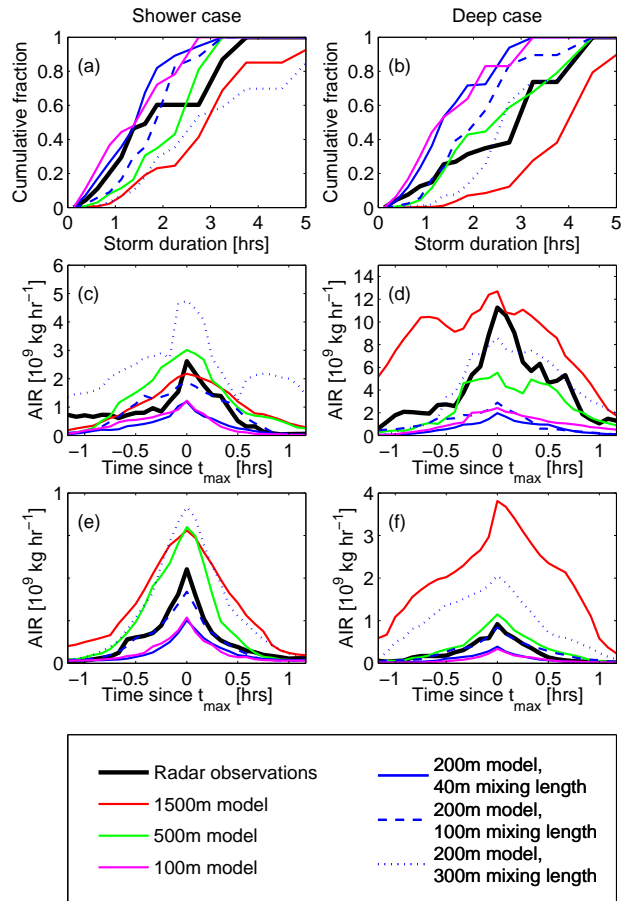 Shower case
Deep case
1
0.8
0.6
0.4
0.2
0
Cumulative fraction
(a)
0 1 2 3 4 5
Storm duration [hrs]
1
0.8
0.6
0.4
0.2
0
Cumulative fraction
(b)
0 1 2 3 4 5
Storm duration [hrs]
6
5
4
3
2
1
0
AIR [10⁹ kg hr⁻¹]
(c)
−1 −0.5 0 0.5 1
Time since t_max [hrs]
14
12
10
8
6
4
2
0
AIR [10⁹ kg hr⁻¹]
(d)
−1 −0.5 0 0.5 1
Time since t_max [hrs]
1
0
AIR [10⁹ kg hr⁻¹]
(e)
−1 −0.5 0 0.5 1
Time since t_max [hrs]
4
3
2
1
0
AIR [10⁹ kg hr⁻¹]
(f)
−1 −0.5 0 0.5 1
Time since t_max [hrs]
Radar observations
1500m model
500m model
100m model
200m model,
40m mixing length
200m model,
100m mixing length
200m model,
300m mixing length